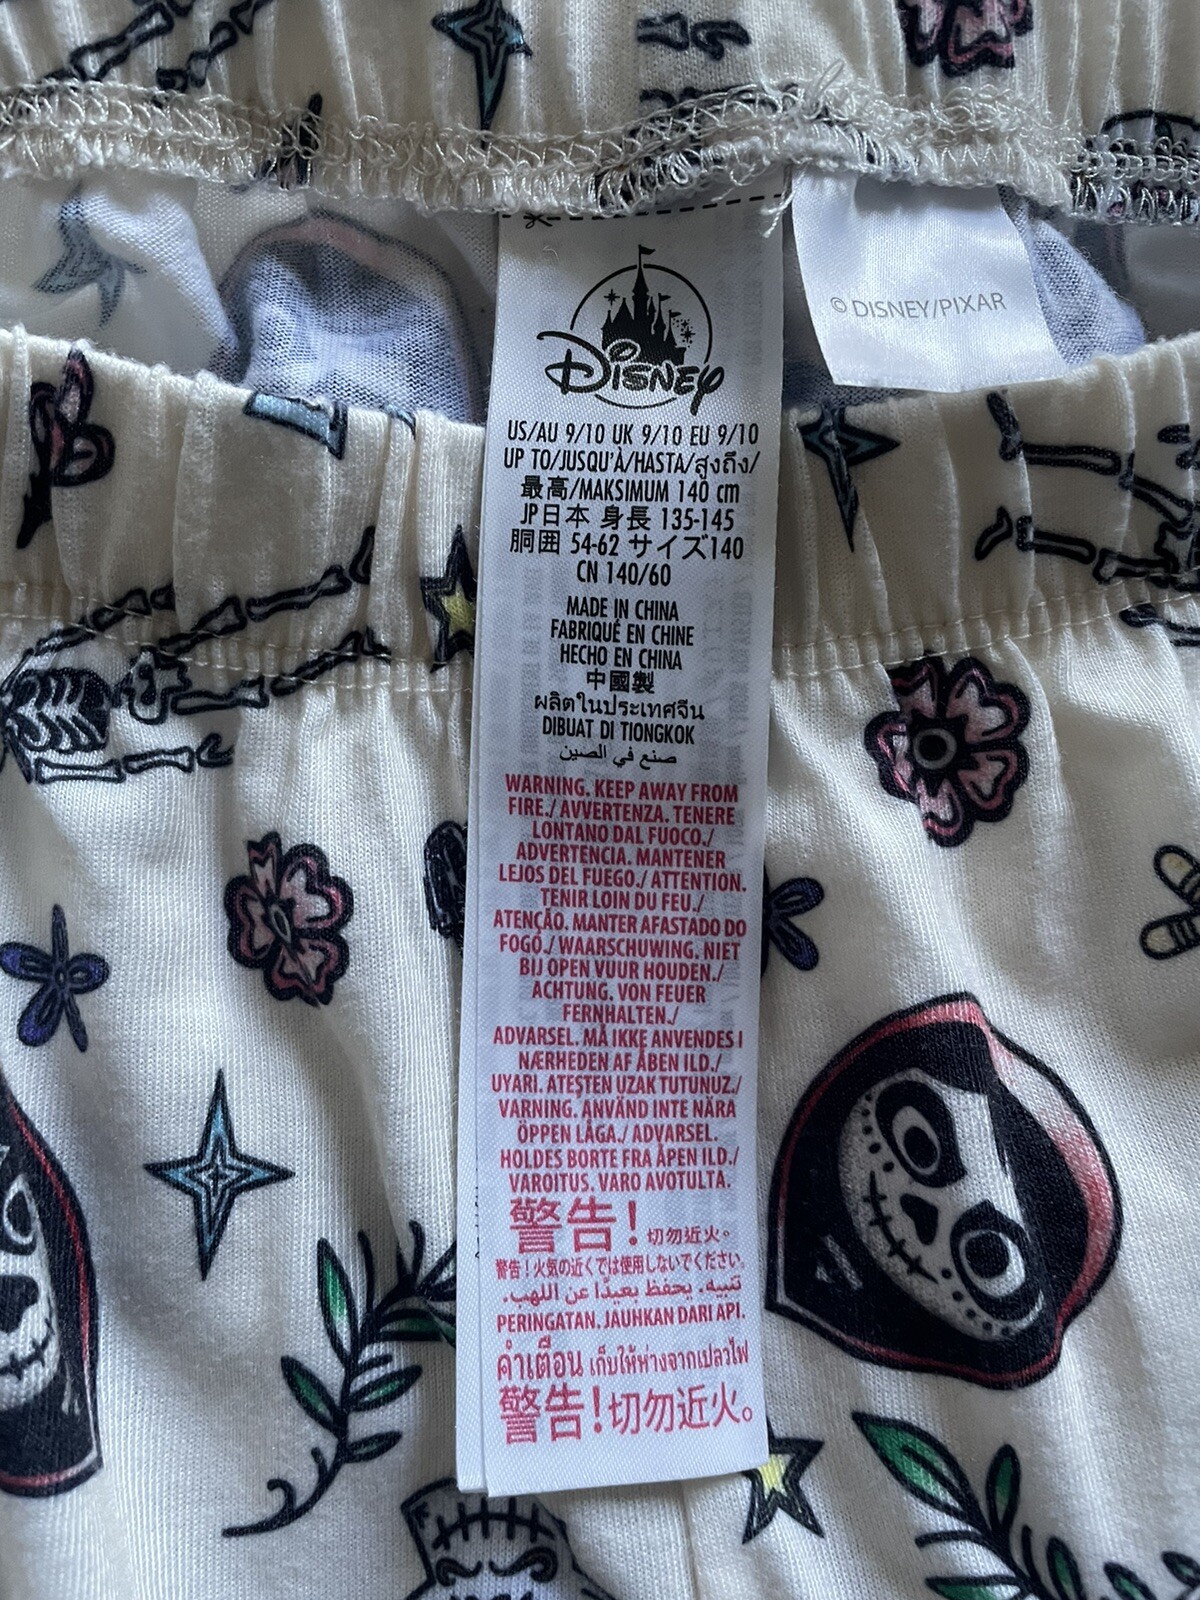 Disney
© DISNEY/PIXAR
US/AU 9/10 UK 9/10 EU 9/10
UP TO/JUSQU'À/HASTA/สูงถึง/
最高/MAKSIMUM 140 cm
JP日本 身長 135-145
胴囲 54-62 サイズ140
CN 140/60
MADE IN CHINA
FABRIQUÉ EN CHINE
HECHO EN CHINA
中國製
ผลิตในประเทศจีน
DIBUAT DI TIONGKOK
صنع في الصين
WARNING. KEEP AWAY FROM
FIRE./ AVVERTENZA. TENERE
LONTANO DAL FUOCO./
ADVERTENCIA. MANTENER
LEJOS DEL FUEGO./ ATTENTION.
TENIR LOIN DU FEU./
ATENÇÃO. MANTER AFASTADO DO
FOGO./ WAARSCHUWING. NIET
BIJ OPEN VUUR HOUDEN./
ACHTUNG. VON FEUER
FERNHALTEN./
ADVARSEL. MÅ IKKE ANVENDES I
NÆRHEDEN AF ÅBEN ILD./
UYARI. ATEŞTEN UZAK TUTUNUZ./
VARNING. ANVÄND INTE NÄRA
ÖPPEN LÅGA./ ADVARSEL.
HOLDES BORTE FRA ÅPEN ILD./
VAROITUS. VARO AVOTULTA.
警告! 切勿近火。
警告！火気の近くでは使用しないでください。
تنبيه. يحفظ بعيدًا عن اللهب.
PERINGATAN. JAUHKAN DARI API.
คำเตือน เก็บให้ห่างจากเปลวไฟ
警告!切勿近火。